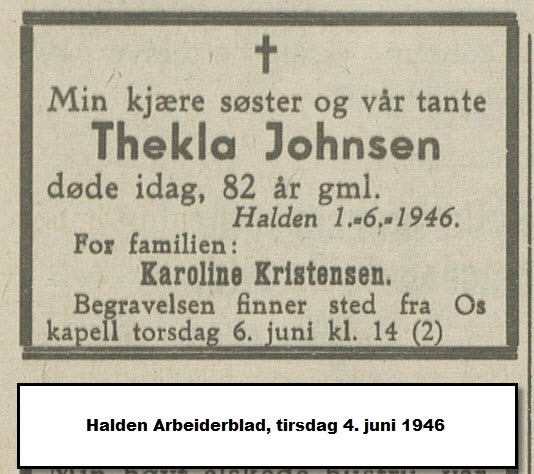 Min kjære søster og vår tante
Thekla Johnsen
døde idag, 82 år gml.
Halden 1.-6.-1946.
For familien:
Karoline Kristensen.
Begravelsen finner sted fra Os
kapell torsdag 6. juni kl. 14 (2)
Halden Arbeiderblad, tirsdag 4. juni 1946